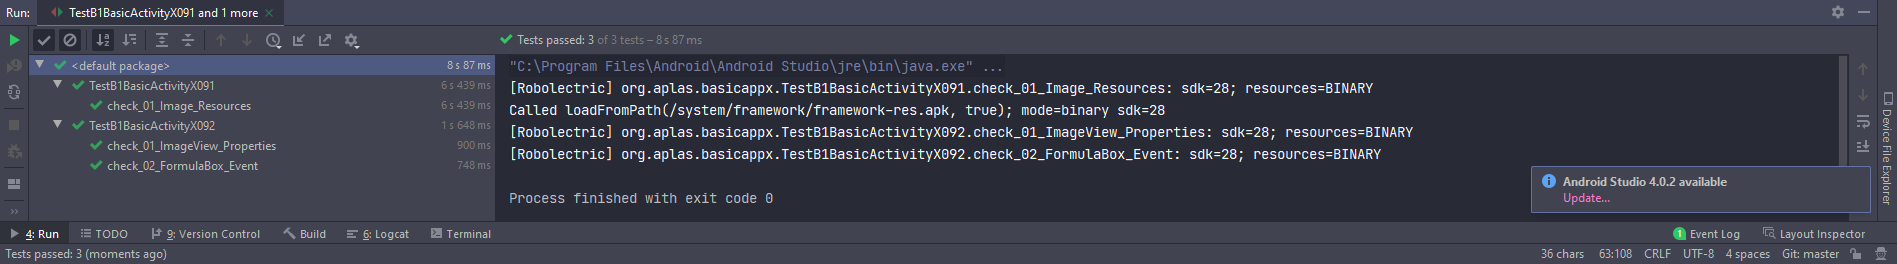 Run: TestB1BasicActivityX091 and 1 more ×
Tests passed: 3 of 3 tests – 8 s 87 ms
<default package> 8 s 87 ms
TestB1BasicActivityX091 6 s 439 ms
check_01_Image_Resources 6 s 439 ms
TestB1BasicActivityX092 1 s 648 ms
check_01_ImageView_Properties 900 ms
check_02_FormulaBox_Event 748 ms
"C:\Program Files\Android\Android Studio\jre\bin\java.exe" ...
[Robolectric] org.aplas.basicappx.TestB1BasicActivityX091.check_01_Image_Resources: sdk=28; resources=BINARY
Called loadFromPath(/system/framework/framework-res.apk, true); mode=binary sdk=28
[Robolectric] org.aplas.basicappx.TestB1BasicActivityX092.check_01_ImageView_Properties: sdk=28; resources=BINARY
[Robolectric] org.aplas.basicappx.TestB1BasicActivityX092.check_02_FormulaBox_Event: sdk=28; resources=BINARY
Process finished with exit code 0
Android Studio 4.0.2 available
Update...
Device File Explorer
4: Run TODO 9: Version Control Build 6: Logcat Terminal 1 Event Log Layout Inspector
Tests passed: 3 (moments ago) 36 chars 63:108 CRLF UTF-8 4 spaces Git: master